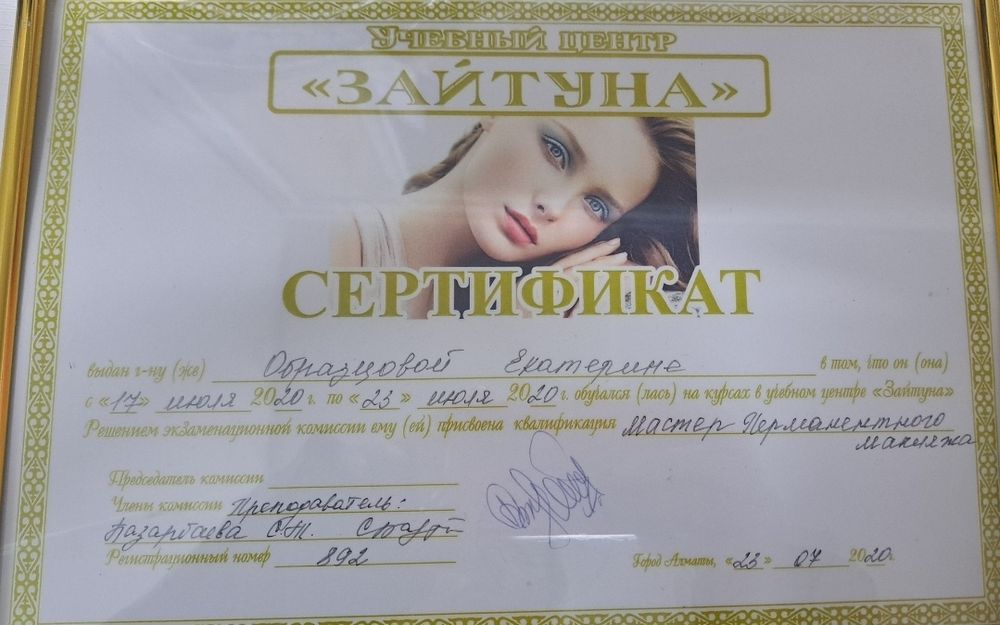 УЧЕБНЫЙ ЦЕНТР
«ЗАЙТУНА»
СЕРТИФИКАТ
выдан г-ну (же) Образцовой Екатерине в том, что он (она)
с «17» июля 2020 г. по «23» июля 2020 г. обучался (лась) на курсах в учебном центре «Зайтуна»
Решением экзаменационной комиссии ему (ей) присвоена квалификация Мастер Перманентного
макияжа
Председатель комиссии
Члены комиссии Преподаватель:
Базарбаева С.Т.
Регистрационный номер 892
Город Алматы, «23» 07 2020г.